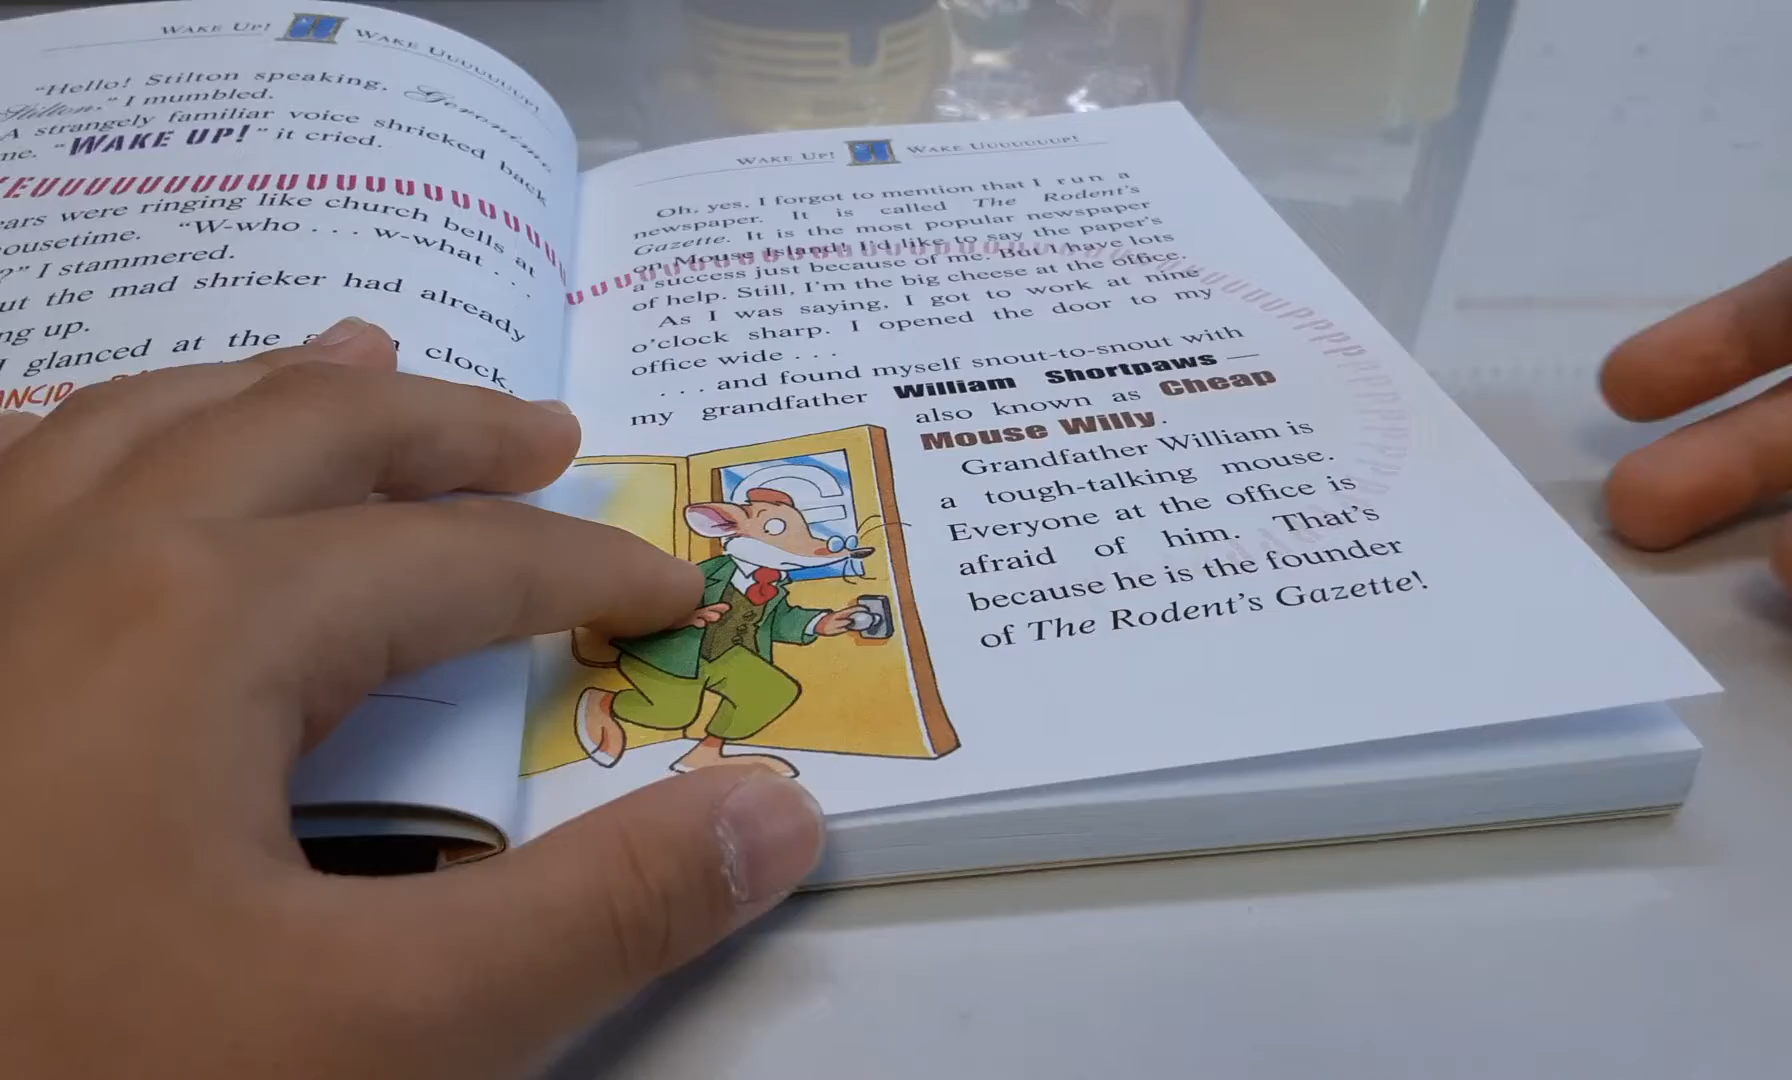 WAKE UP! WAKE UUUUUUUP!
"Hello! Stilton speaking, Geronimo
Stilton," I mumbled.
A strangely familiar voice shrieked back
me. "WAKE UP!" it cried.
EUUUUUUUUUUUUUUUUUUUUU
ears were ringing like church bells at
ousetime. "W-who . . . w-what . . .
?" I stammered.
ut the mad shrieker had already
ng up.
I glanced at the clock.
ANCID
WAKE UP! WAKE UUUUUUUP!
Oh, yes, I forgot to mention that I run a
newspaper. It is called The Rodent's
Gazette. It is the most popular newspaper
on Mouse Island! I'd like to say the paper's
a success just because of me. But I have lots
of help. Still, I'm the big cheese at the office.
As I was saying, I got to work at nine
o'clock sharp. I opened the door to my
office wide . . .
. . . and found myself snout-to-snout with
my grandfather William Shortpaws —
also known as Cheap
Mouse Willy.
Grandfather William is
a tough-talking mouse.
Everyone at the office is
afraid of him. That's
because he is the founder
of The Rodent's Gazette!